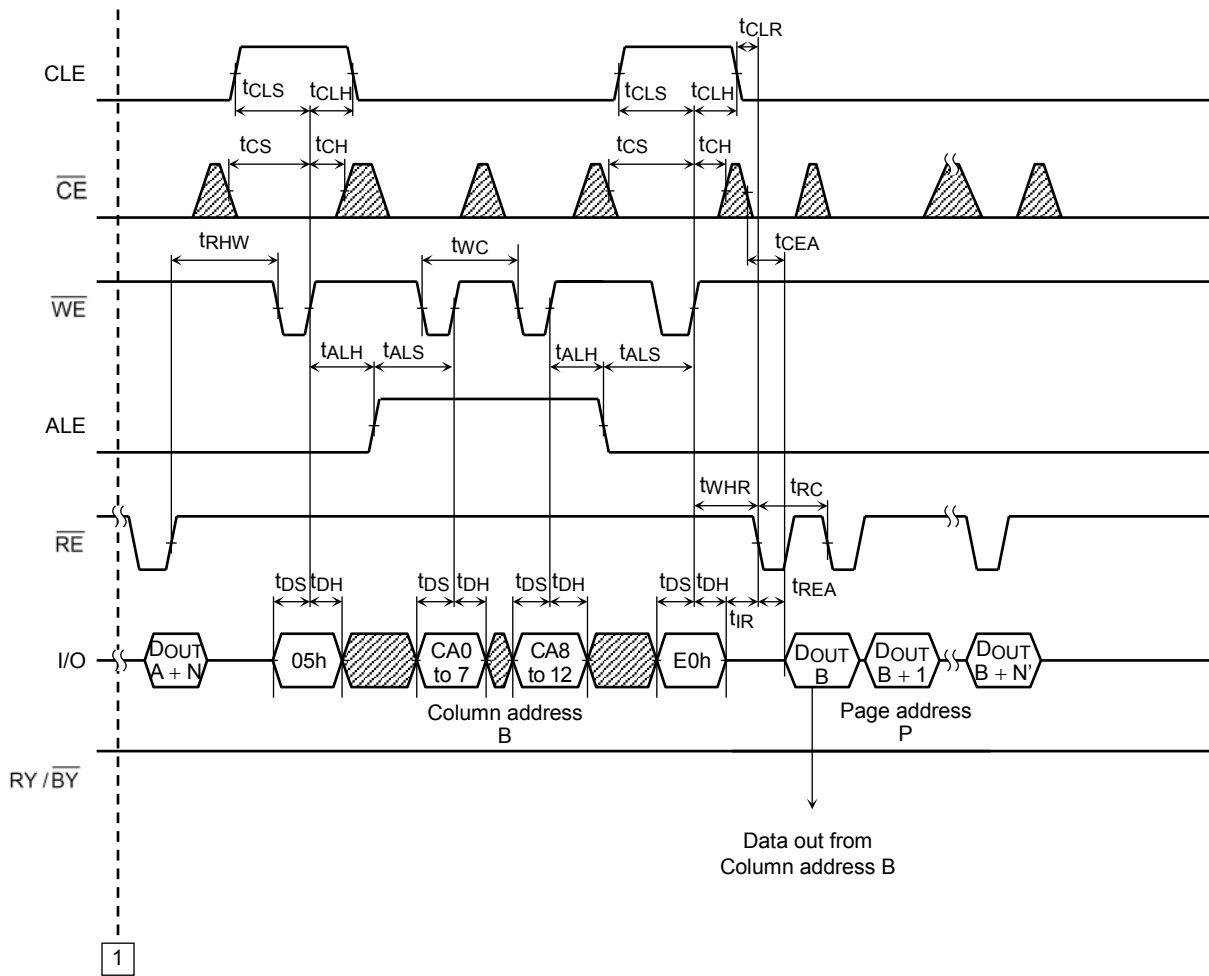 tCLR
CLE
tCLS tCLH tCLS tCLH
tCS tCH tCS tCH
CE
tRHW tWC tCEA
WE
tALH tALS tALH tALS
ALE
tWHR tRC
RE
tDS tDH tDS tDH tDS tDH tDS tDH tREA
tIR
I/O
DOUT
A + N
05h
CA0
to 7
CA8
to 12
E0h
DOUT
B
DOUT
B + 1
DOUT
B + N'
Column address
B
Page address
P
RY / BY
Data out from
Column address B
1